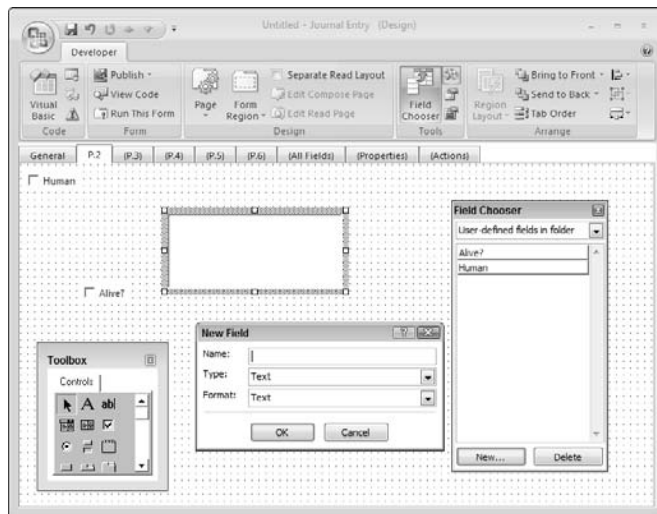 Untitled - Journal Entry (Design)
Developer
Visual Basic
Publish
View Code
Run This Form
Code
Form
Page
Form Region
Separate Read Layout
Edit Compose Page
Edit Read Page
Design
Field Chooser
Tools
Region Layout
Bring to Front
Send to Back
Tab Order
Arrange
General
P.2
(P.3)
(P.4)
(P.5)
(P.6)
(All Fields)
(Properties)
(Actions)
Human
Alive?
Field Chooser
User-defined fields in folder
Alive?
Human
New...
Delete
New Field
Name:
Type:
Text
Format:
Text
OK
Cancel
Toolbox
Controls
A
ab|